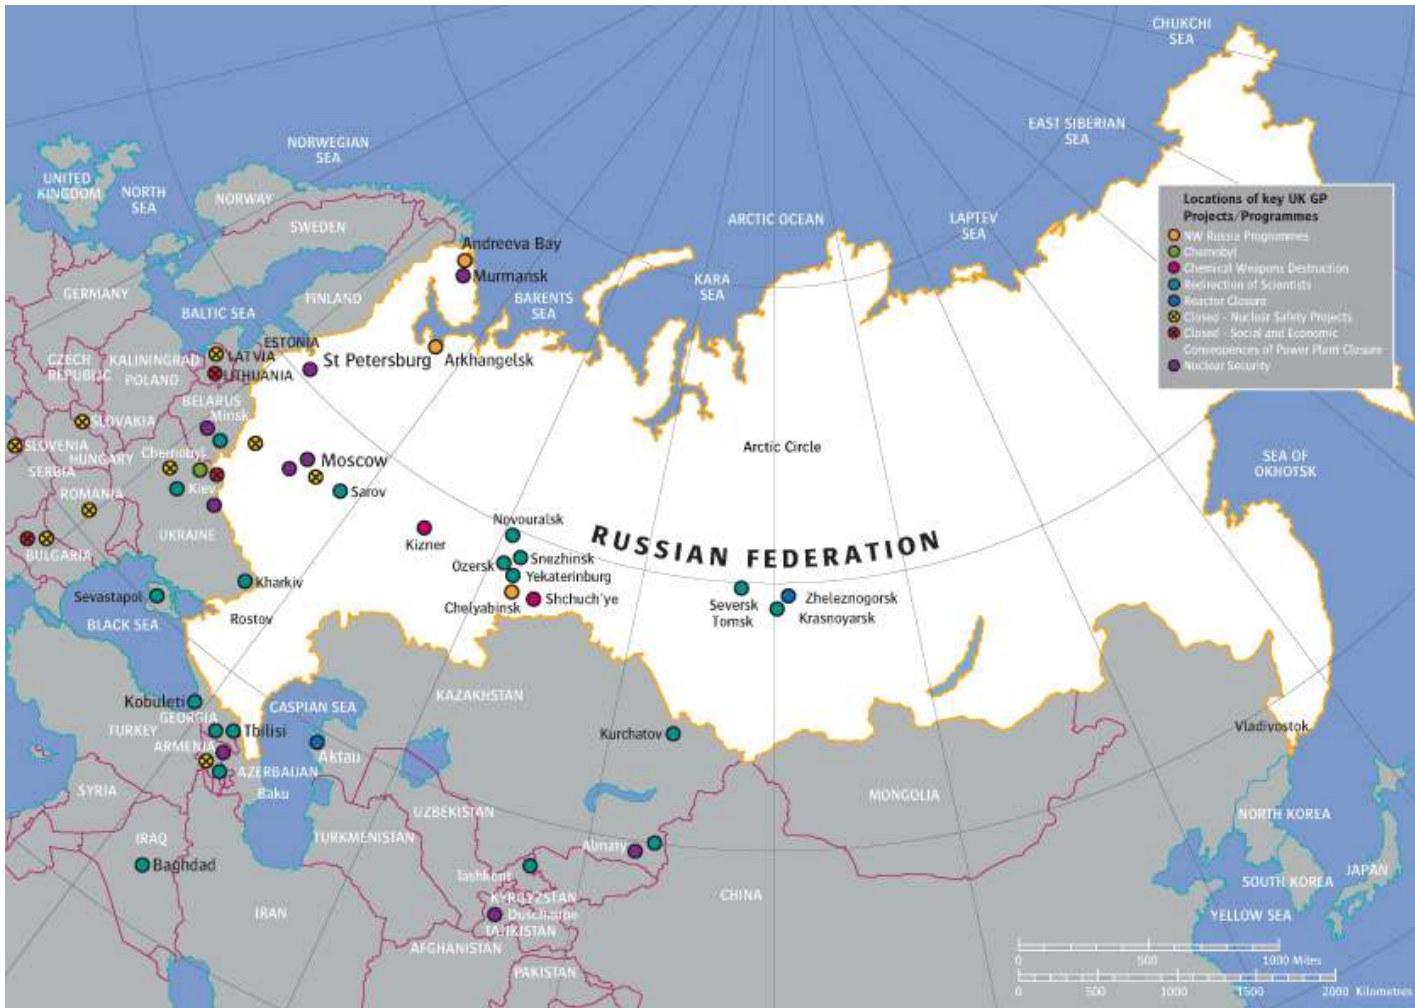 CHUKCHI
SEA
EAST SIBERIAN
SEA
NORWEGIAN
SEA
UNITED
KINGDOM
NORTH
SEA
NORWAY
SWEDEN
ARCTIC OCEAN
LAPTEV
SEA
Locations of key UK GP
Projects/Programmes
NW Russia Programmes
Chernobyl
Chemical Weapons Destruction
Redirection of Scientists
Reactor Closure
Closed - Nuclear Safety Projects
Closed - Social and Economic
Consequences of Power Plant Closure
Nuclear Security
Andreeva Bay
Murmansk
GERMANY
FINLAND
BARENTS
SEA
KARA
SEA
BALTIC SEA
ESTONIA
LATVIA
LITHUANIA
St Petersburg
Arkhangelsk
CZECH
REPUBLIC
KALININGRAD
POLAND
BELARUS
Minsk
SLOVAKIA
SLOVENIA
HUNGARY
SERBIA
Chernobyl
Kiev
Moscow
Sarov
Arctic Circle
SEA OF
OKHOTSK
ROMANIA
UKRAINE
BULGARIA
Kizner
Novouralsk
RUSSIAN FEDERATION
Ozersk
Snezhinsk
Yekaterinburg
Chelyabinsk
Shchuch'ye
Seversk
Tomsk
Zheleznogorsk
Krasnoyarsk
Kharkiv
Sevastapol
Rostov
BLACK SEA
Kobuleti
GEORGIA
TURKEY
Tbilisi
ARMENIA
AZERBAIJAN
Baku
CASPIAN SEA
Aktau
KAZAKHSTAN
Kurchatov
Vladivostok
SYRIA
IRAQ
Baghdad
UZBEKISTAN
TURKMENISTAN
MONGOLIA
NORTH KOREA
Almaty
Tashkent
KYRGYZSTAN
Duschanbe
TAJIKISTAN
IRAN
AFGHANISTAN
PAKISTAN
CHINA
SOUTH KOREA
JAPAN
YELLOW SEA
0 500 1000 Miles
0 500 1000 1500 2000 Kilometres